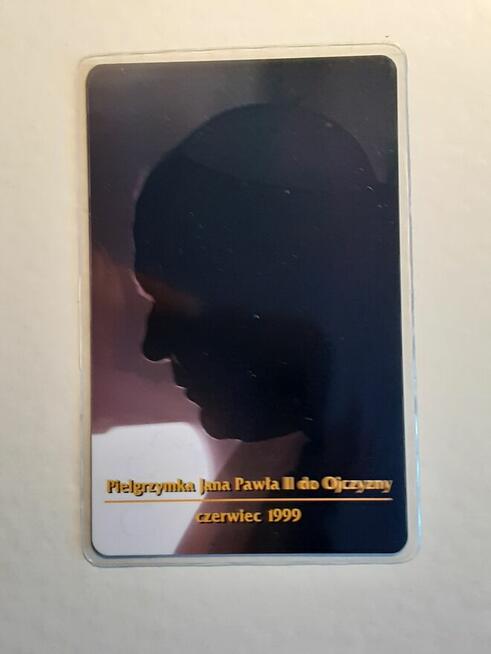 Pielgrzymka Jana Pawła II do Ojczyzny
czerwiec 1999